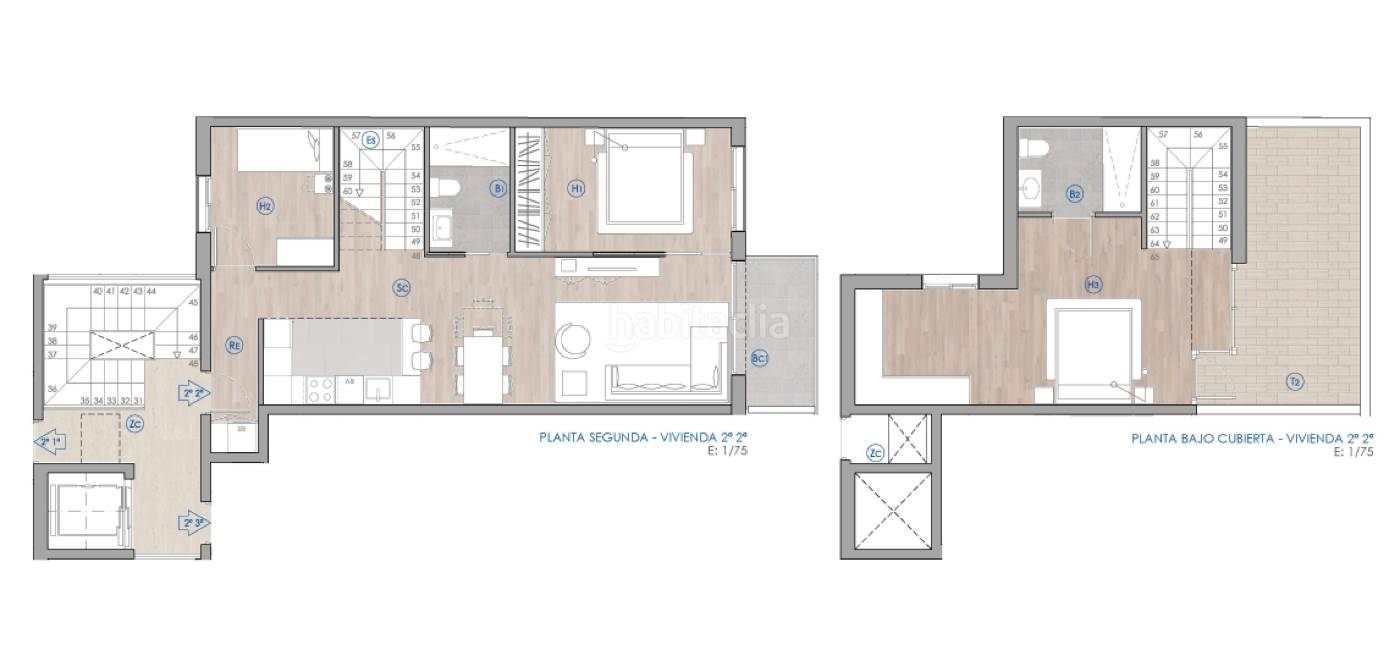 57 56
Es
55
58
59
60
54
53
52
51
50
49
48
H2
B1
H1
Sc
40 41 42 43 44
45
39
38
37
46
47
48
36
35 34 33 32 31
Zc
RE
2º 2ª
2º 1ª
2º 3ª
habitaclia
Bc1
PLANTA SEGUNDA - VIVIENDA 2º 2ª
E: 1/75
57 56
55
58
59
60
61
62
63
64
65
54
53
52
51
50
49
B2
H3
T2
Zc
PLANTA BAJO CUBIERTA - VIVIENDA 2º 2ª
E: 1/75